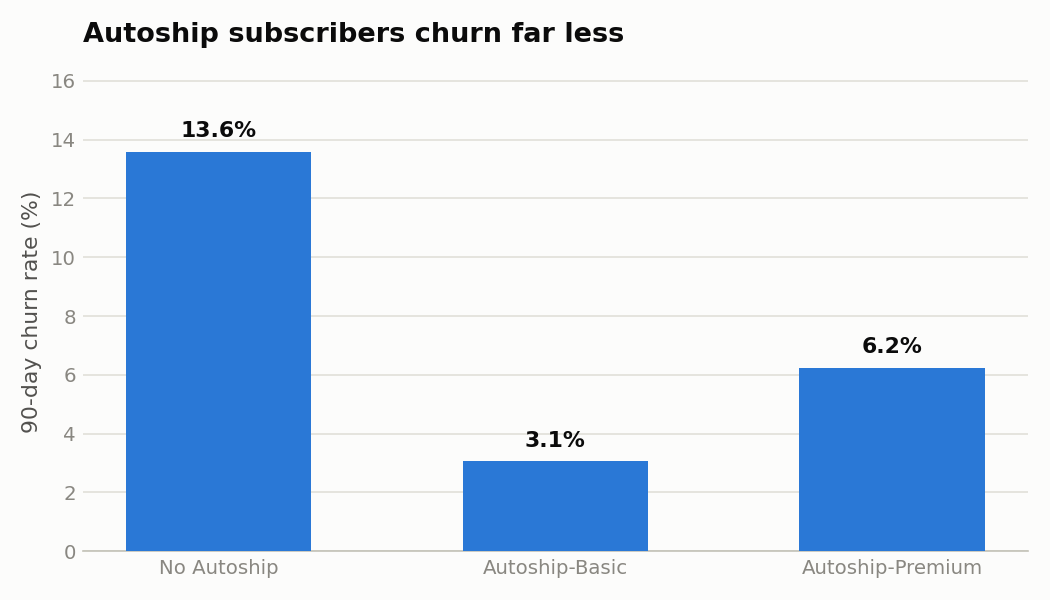 Autoship subscribers churn far less
90-day churn rate (%)
16
14
12
10
8
6
4
2
0
13.6%
3.1%
6.2%
No Autoship
Autoship-Basic
Autoship-Premium